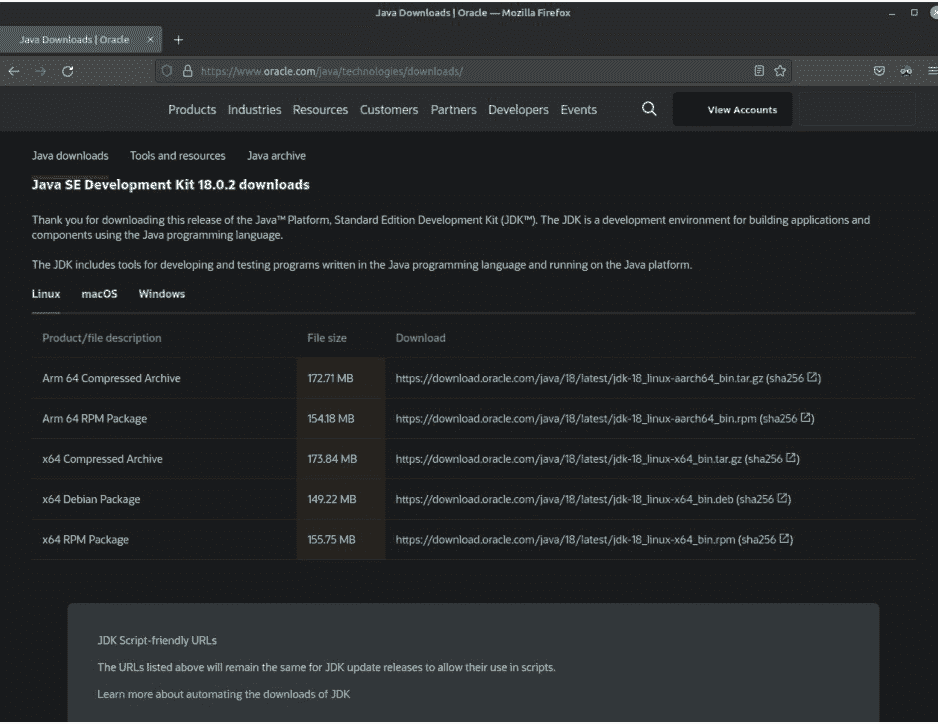 Java Downloads | Oracle — Mozilla Firefox
Java Downloads | Oracle
https://www.oracle.com/java/technologies/downloads/
Products Industries Resources Customers Partners Developers Events View Accounts
Java downloads Tools and resources Java archive
Java SE Development Kit 18.0.2 downloads
Thank you for downloading this release of the Java™ Platform, Standard Edition Development Kit (JDK™). The JDK is a development environment for building applications and
components using the Java programming language.
The JDK includes tools for developing and testing programs written in the Java programming language and running on the Java platform.
Linux macOS Windows
Product/file description File size Download
Arm 64 Compressed Archive 172.71 MB https://download.oracle.com/java/18/latest/jdk-18_linux-aarch64_bin.tar.gz (sha256)
Arm 64 RPM Package 154.18 MB https://download.oracle.com/java/18/latest/jdk-18_linux-aarch64_bin.rpm (sha256)
x64 Compressed Archive 173.84 MB https://download.oracle.com/java/18/latest/jdk-18_linux-x64_bin.tar.gz (sha256)
x64 Debian Package 149.22 MB https://download.oracle.com/java/18/latest/jdk-18_linux-x64_bin.deb (sha256)
x64 RPM Package 155.75 MB https://download.oracle.com/java/18/latest/jdk-18_linux-x64_bin.rpm (sha256)
JDK Script-friendly URLs
The URLs listed above will remain the same for JDK update releases to allow their use in scripts.
Learn more about automating the downloads of JDK